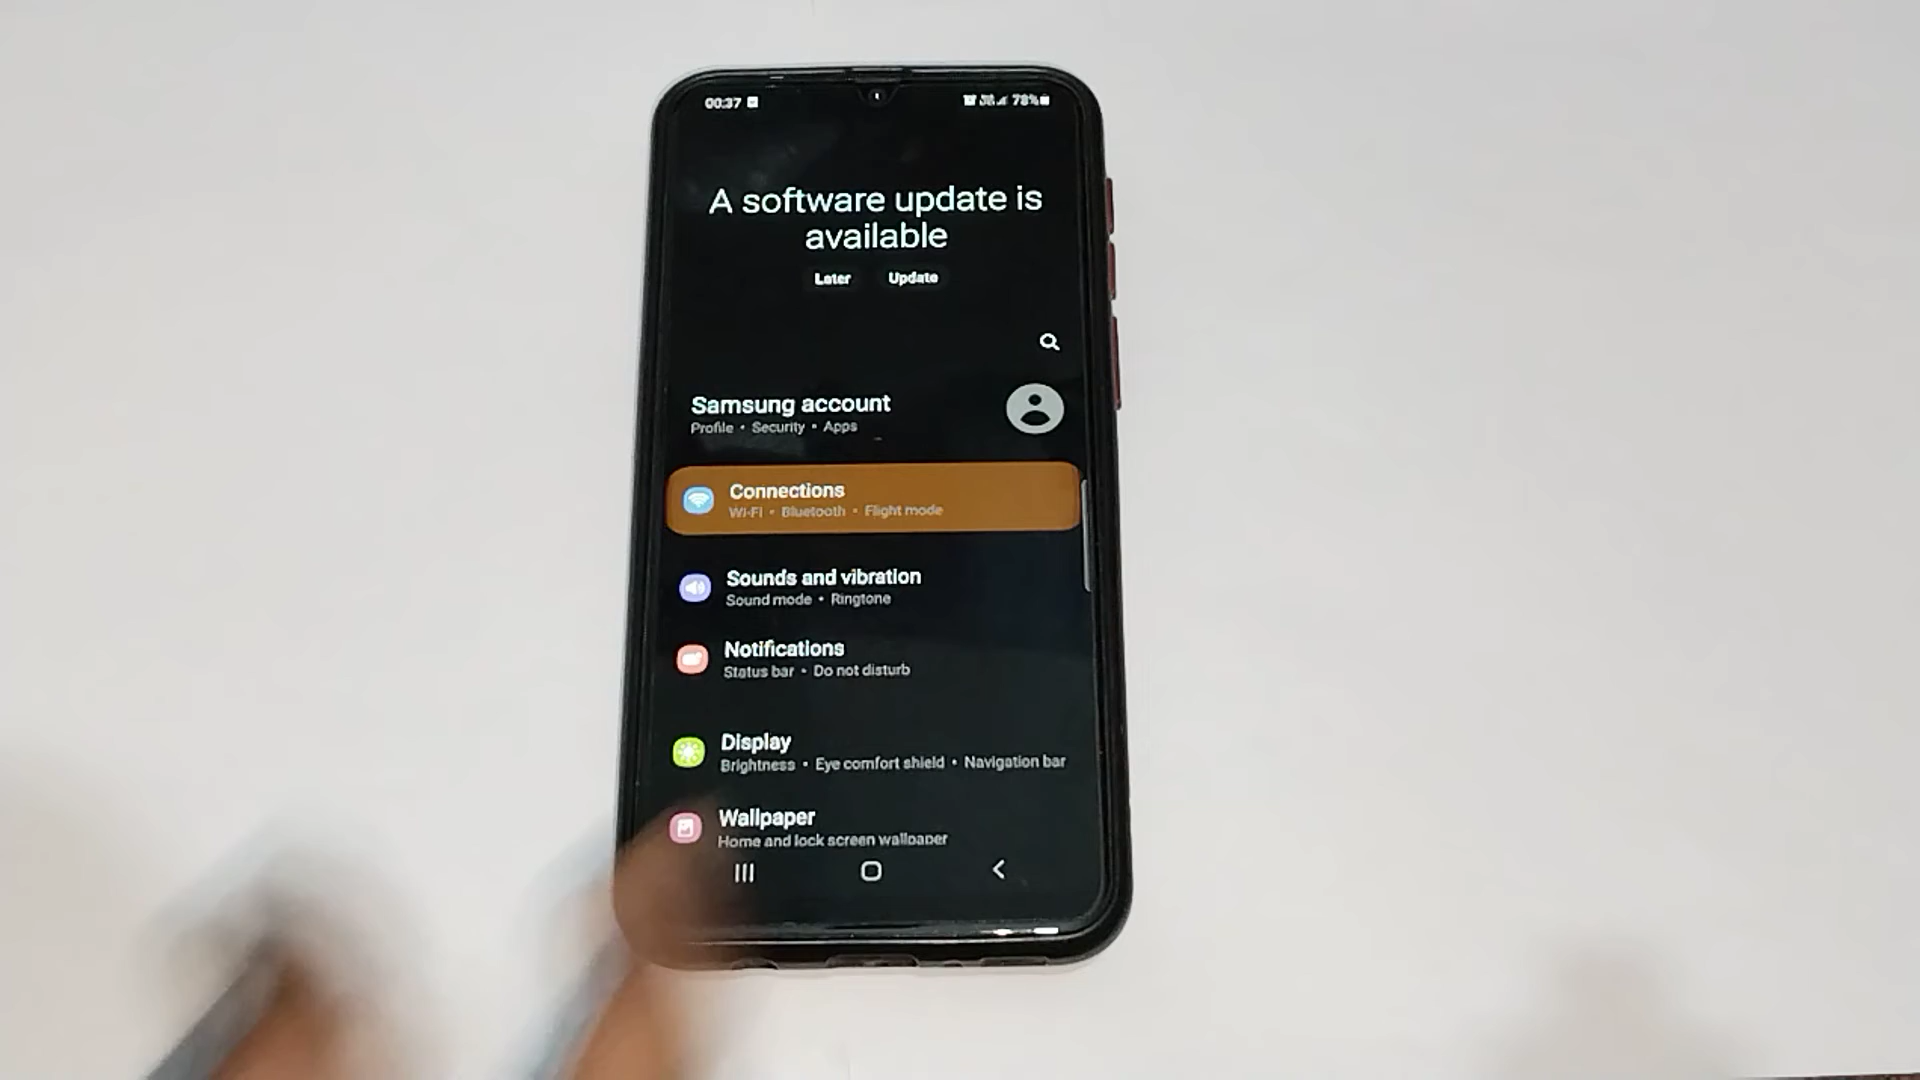 00:37
78%
A software update is
available
Later Update
Samsung account
Profile • Security • Apps
Connections
Wi-Fi • Bluetooth • Flight mode
Sounds and vibration
Sound mode • Ringtone
Notifications
Status bar • Do not disturb
Display
Brightness • Eye comfort shield • Navigation bar
Wallpaper
Home and lock screen wallpaper